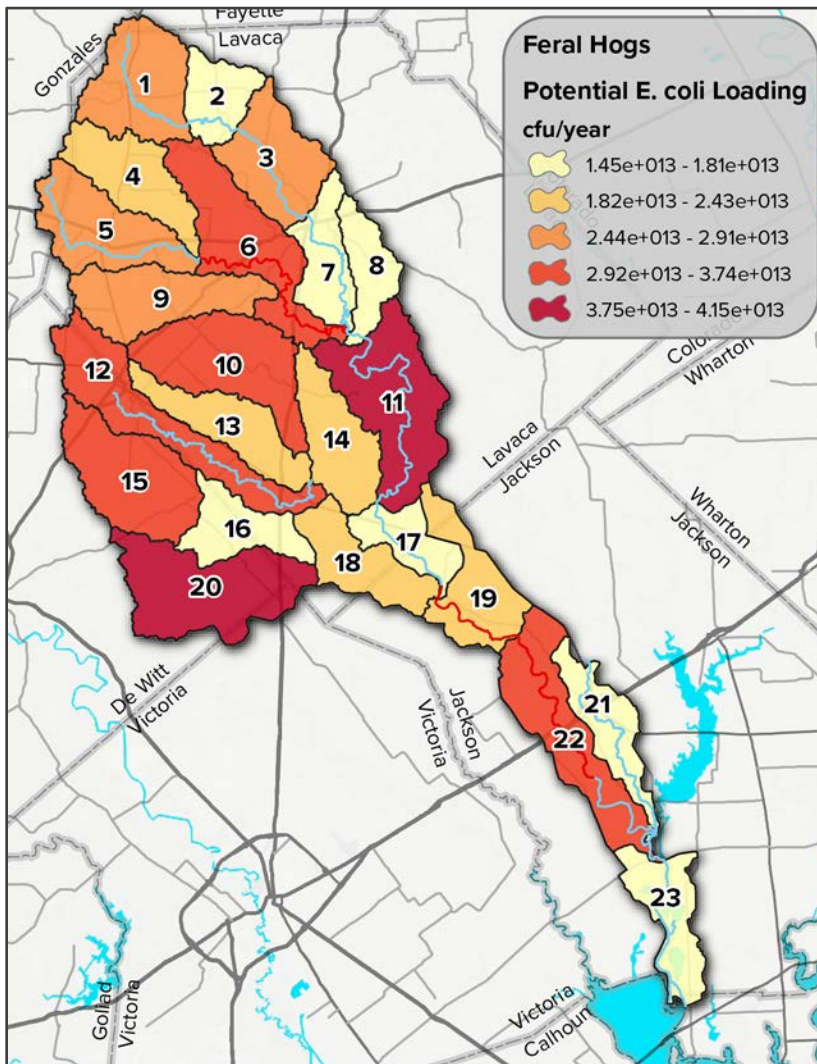 Fayette
Lavaca
Gonzales
Feral Hogs
Potential E. coli Loading
cfu/year
1.45e+013 - 1.81e+013
1.82e+013 - 2.43e+013
2.44e+013 - 2.91e+013
2.92e+013 - 3.74e+013
3.75e+013 - 4.15e+013
1
2
3
4
5
6
7
8
9
10
11
12
13
14
15
16
17
18
19
20
21
22
23
Colorado
Wharton
Lavaca
Jackson
Wharton
Jackson
De Witt
Victoria
Jackson
Victoria
Goliad
Victoria
Victoria
Calhoun